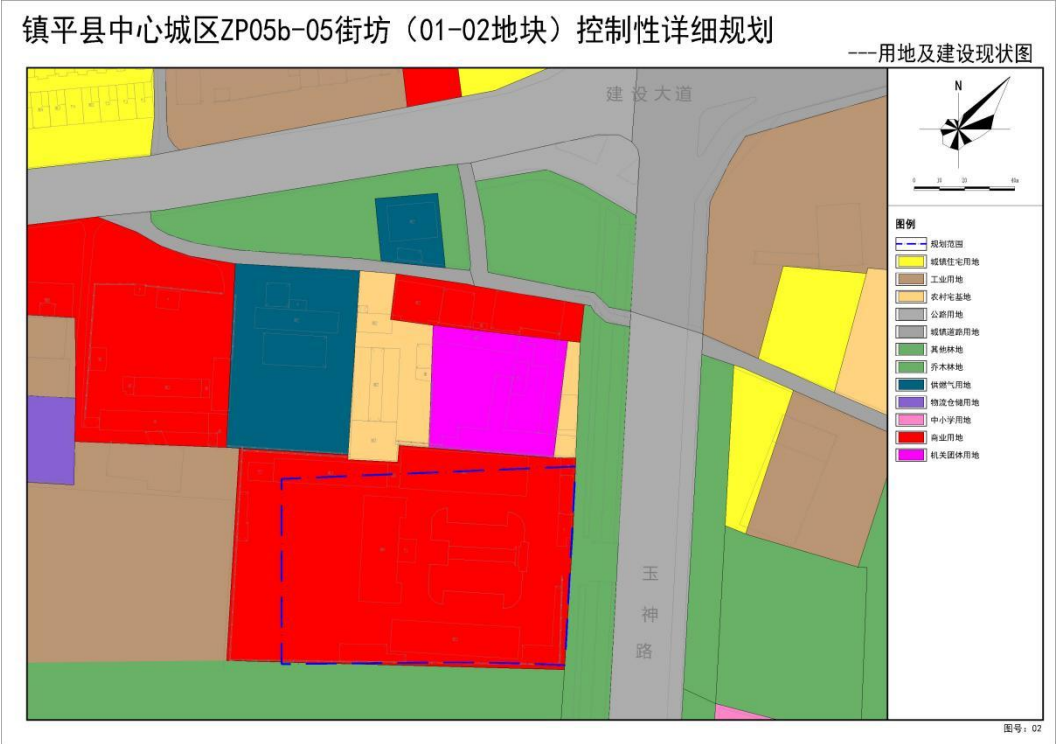 镇平县中心城区ZP05b-05街坊（01-02地块）控制性详细规划
---用地及建设现状图
建设大道
N
0 10 20 40m
图例
规划范围
城镇住宅用地
工业用地
农村宅基地
公路用地
城镇道路用地
其他林地
乔木林地
供燃气用地
物流仓储用地
中小学用地
商业用地
机关团体用地
玉神路
图号：02